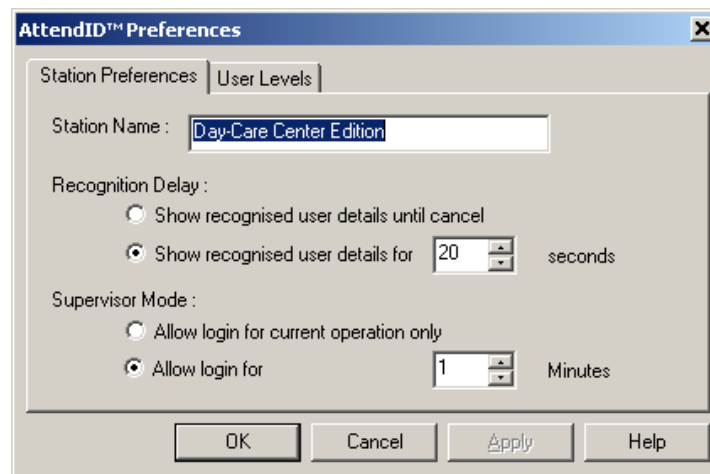 AttendID™ Preferences
Station Preferences User Levels
Station Name : Day-Care Center Edition
Recognition Delay :
Show recognised user details until cancel
Show recognised user details for 20 seconds
Supervisor Mode :
Allow login for current operation only
Allow login for 1 Minutes
OK Cancel Apply Help